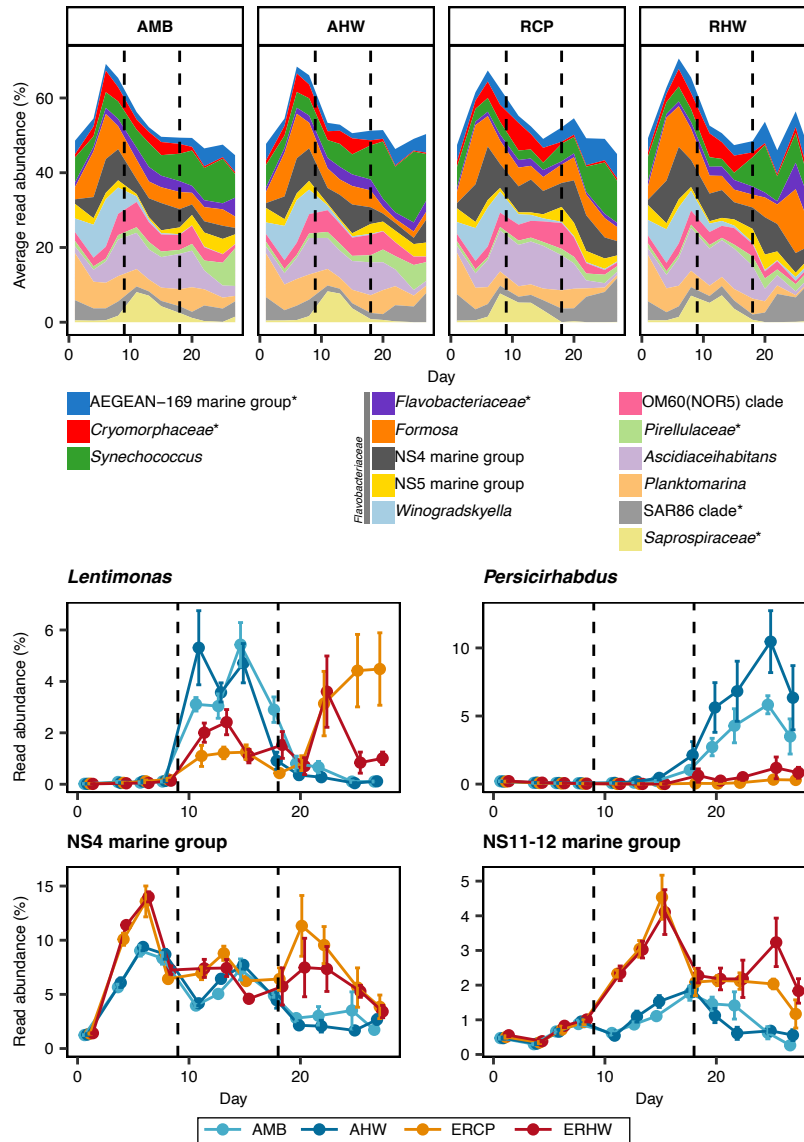 AMB AHW RCP RHW
Average read abundance (%)
60
40
20
0
0 10 20 0 10 20 0 10 20 0 10 20
Day
AEGEAN−169 marine group*
Cryomorphaceae*
Synechococcus
Flavobacteriaceae
Flavobacteriaceae*
Formosa
NS4 marine group
NS5 marine group
Winogradskyella
OM60(NOR5) clade
Pirellulaceae*
Ascidiaceihabitans
Planktomarina
SAR86 clade*
Saprospiraceae*
Lentimonas
Read abundance (%)
6
4
2
0
0 10 20
Persicirhabdus
10
5
0
0 10 20
NS4 marine group
Read abundance (%)
15
10
5
0
0 10 20
Day
NS11-12 marine group
5
4
3
2
1
0
0 10 20
Day
AMB AHW ERCP ERHW